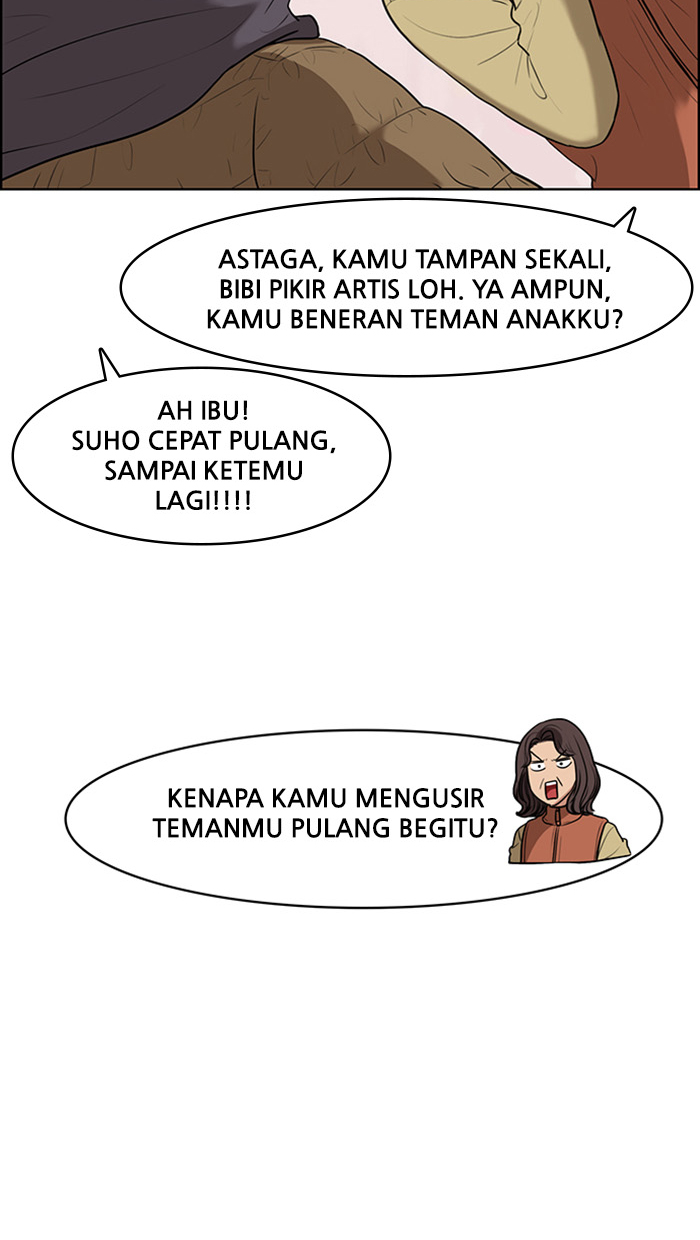 ASTAGA, KAMU TAMPAN SEKALI,
BIBI PIKIR ARTIS LOH. YA AMPUN,
KAMU BENERAN TEMAN ANAKKU?
AH IBU!
SUHO CEPAT PULANG,
SAMPAI KETEMU
LAGI!!!!
KENAPA KAMU MENGUSIR
TEMANMU PULANG BEGITU?